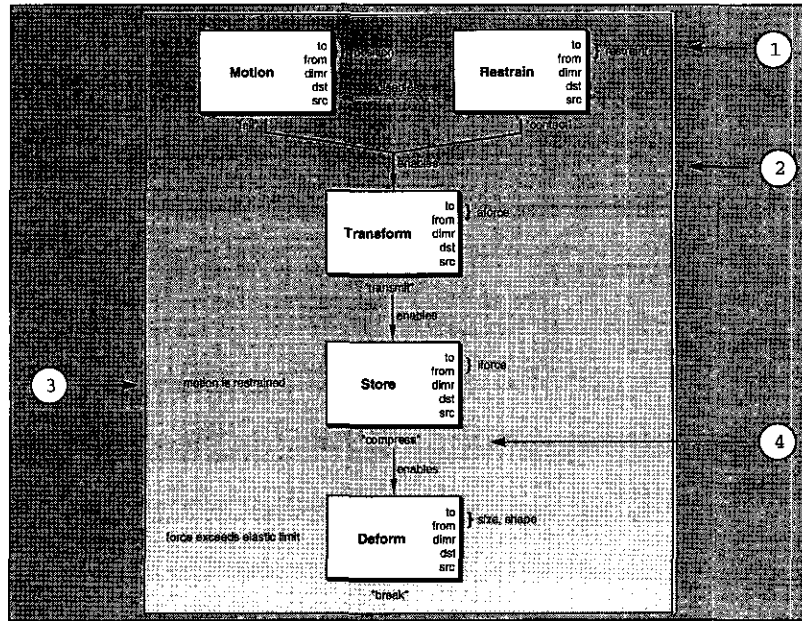 1
to
from
Motion
dimr
dst
src
to
from
Restrain
dimr
dst
src
} restraint
2
enables
to
from
Transform
dimr
dst
src
} aforce
"transmit"
enables
3
motion is restrained
to
from
Store
dimr
dst
src
} iforce
"compress"
4
enables
force exceeds elastic limit
to
from
Deform
dimr
dst
src
} size, shape
"break"